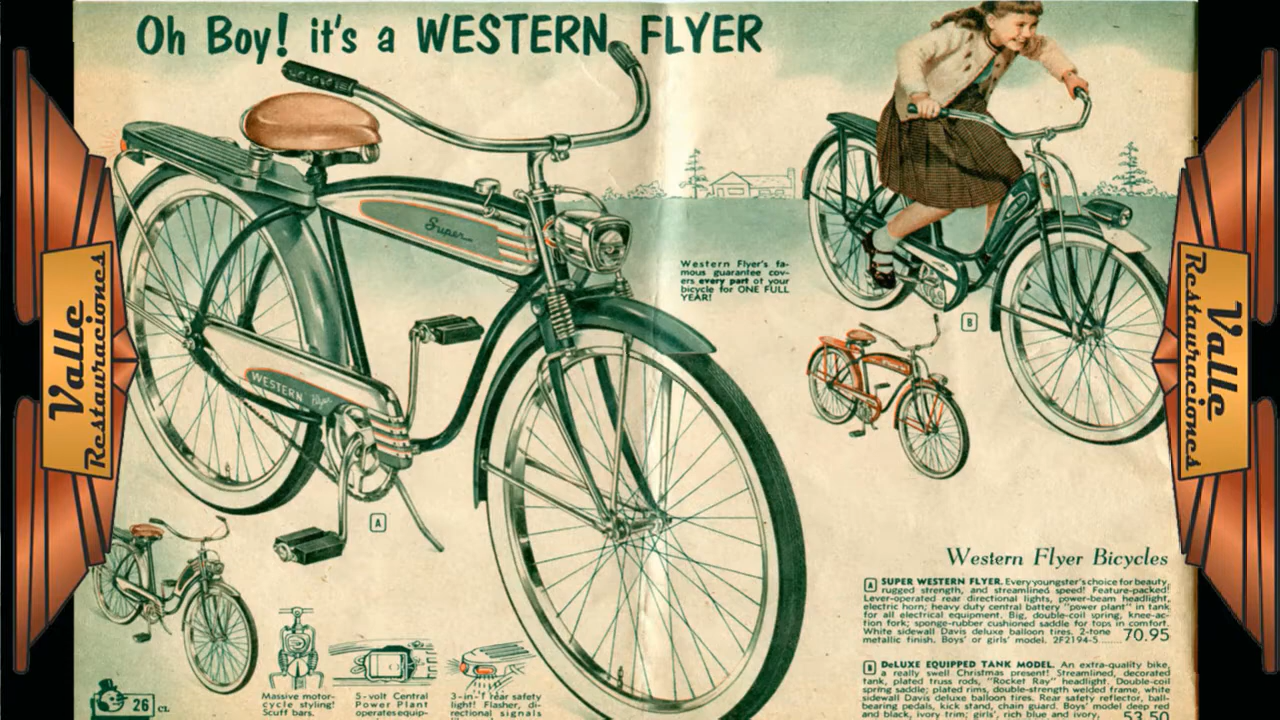 Oh Boy! it's a WESTERN FLYER
Super
WESTERN Flyer
Western Flyer's fa-
mous guarantee cov-
ers every part of your
bicycle for ONE FULL
YEAR!
B
A
Valle
Restauraciones
Valle
Restauraciones
Western Flyer Bicycles
A SUPER WESTERN FLYER. Every youngster's choice for beauty,
rugged strength, and streamlined speed! Feature-packed!
Lever-operated rear directional lights, power-beam headlight,
electric horn; heavy duty central battery "power plant" in tank
for all electrical equipment. Big, double-coil spring, knee-ac-
tion fork; sponge-rubber cushioned saddle for tops in comfort.
White sidewall Davis deluxe balloon tires. 2-tone
metallic finish. Boys' or girls' model. 2F2194-5...... 70.95
B DeLUXE EQUIPPED TANK MODEL. An extra-quality bike,
a really swell Christmas present! Streamlined, decorated
tank, plated truss rods, "Rocket Ray" headlight. Double-coil
spring saddle; plated rims, double-strength welded frame, white
sidewall Davis deluxe balloon tires. Rear safety reflector, ball-
bearing pedals, kick stand, chain guard. Boys' model deep red
and black, ivory trim; girls', rich blue and ivory, 53.50
Massive motor-
cycle styling!
Scuff bars.
5-volt Central
Power Plant
operates equip-
3-in-1 rear safety
light! Flasher, di-
rectional signals
26 CL